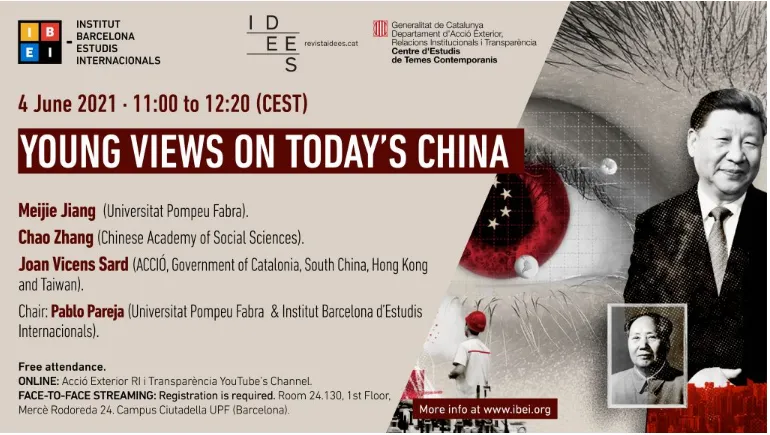 I B
E I
INSTITUT
BARCELONA
ESTUDIS
INTERNACIONALS
I D
E E
S
revistaidees.cat
Generalitat de Catalunya
Departament d'Acció Exterior,
Relacions Institucionals i Transparència
Centre d'Estudis
de Temes Contemporanis
4 June 2021 · 11:00 to 12:20 (CEST)
YOUNG VIEWS ON TODAY'S CHINA
Meijie Jiang (Universitat Pompeu Fabra).
Chao Zhang (Chinese Academy of Social Sciences).
Joan Vicens Sard (ACCIÓ, Government of Catalonia, South China, Hong Kong
and Taiwan).
Chair: Pablo Pareja (Universitat Pompeu Fabra & Institut Barcelona d'Estudis
Internacionals).
Free attendance.
ONLINE: Acció Exterior RI i Transparència YouTube's Channel.
FACE-TO-FACE STREAMING: Registration is required. Room 24.130, 1st Floor,
Mercè Rodoreda 24. Campus Ciutadella UPF (Barcelona).
More info at www.ibei.org